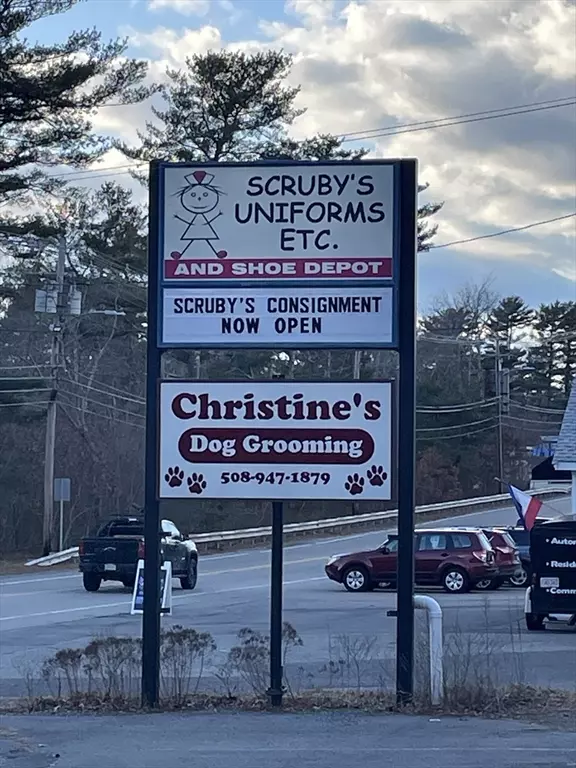 SCRUBY'S
UNIFORMS
ETC.
AND SHOE DEPOT
SCRUBY'S CONSIGNMENT
NOW OPEN
Christine's
Dog Grooming
508-947-1879